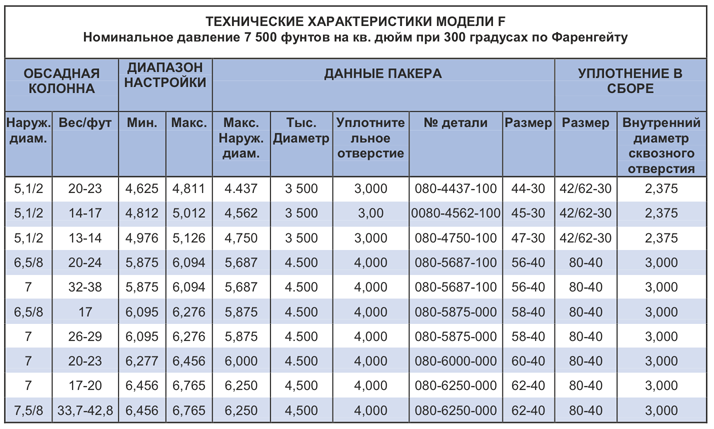 ТЕХНИЧЕСКИЕ ХАРАКТЕРИСТИКИ МОДЕЛИ F
Номинальное давление 7 500 фунтов на кв. дюйм при 300 градусах по Фаренгейту
ОБСАДНАЯ КОЛОННА ДИАПАЗОН НАСТРОЙКИ ДАННЫЕ ПАКЕРА УПЛОТНЕНИЕ В СБОРЕ
Наруж. диам. Вес/фут Мин. Макс. Макс. Наруж. диам. Тыс. Диаметр Уплотните льное отверстие № детали Размер Размер Внутренний диаметр сквозного отверстия
5,1/2 20-23 4,625 4,811 4.437 3 500 3,000 080-4437-100 44-30 42/62-30 2,375
5,1/2 14-17 4,812 5,012 4,562 3 500 3,00 0080-4562-100 45-30 42/62-30 2,375
5,1/2 13-14 4,976 5,126 4,750 3 500 3,000 080-4750-100 47-30 42/62-30 2,375
6,5/8 20-24 5,875 6,094 5,687 4.500 4,000 080-5687-100 56-40 80-40 3,000
7 32-38 5,875 6,094 5,687 4.500 4,000 080-5687-100 56-40 80-40 3,000
6,5/8 17 6,095 6,276 5,875 4.500 4,000 080-5875-000 58-40 80-40 3,000
7 26-29 6,095 6,276 5,875 4.500 4,000 080-5875-000 58-40 80-40 3,000
7 20-23 6,277 6,456 6,000 4.500 4,000 080-6000-000 60-40 80-40 3,000
7 17-20 6,456 6,765 6,250 4,500 4,000 080-6250-000 62-40 80-40 3,000
7,5/8 33,7-42,8 6,456 6,765 6,250 4,500 4,000 080-6250-000 62-40 80-40 3,000